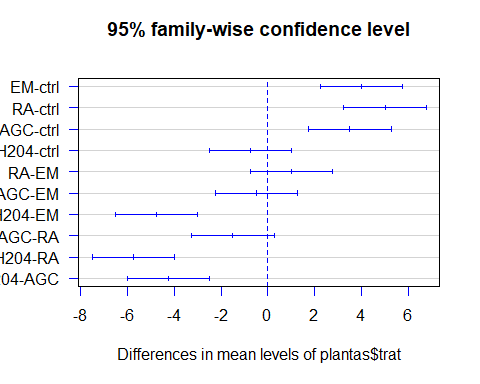 95% family-wise confidence level
EM-ctrl
RA-ctrl
AGC-ctrl
H204-ctrl
RA-EM
AGC-EM
H204-EM
AGC-RA
H204-RA
204-AGC
-8 -6 -4 -2 0 2 4 6
Differences in mean levels of plantas$trat